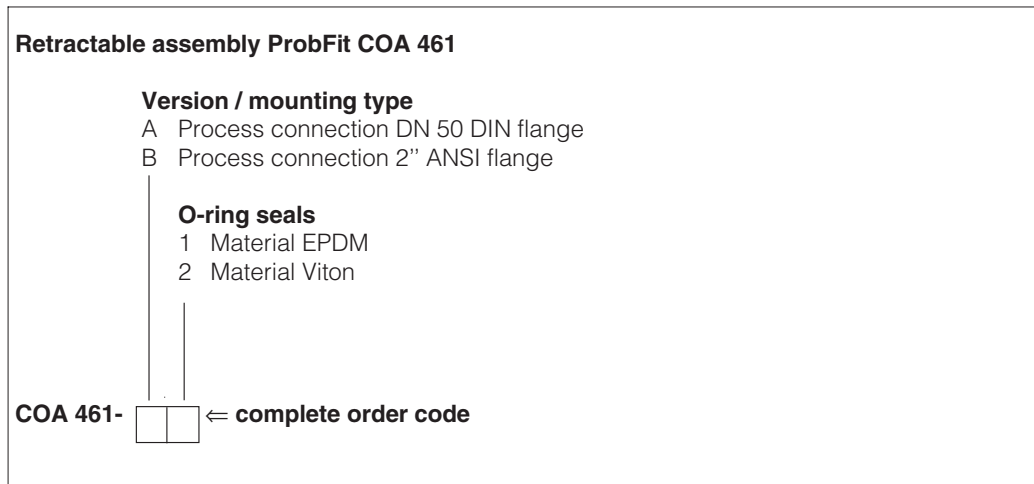 Retractable assembly ProbFit COA 461
Version / mounting type
A Process connection DN 50 DIN flange
B Process connection 2'' ANSI flange
O-ring seals
1 Material EPDM
2 Material Viton
COA 461- ⇐ complete order code